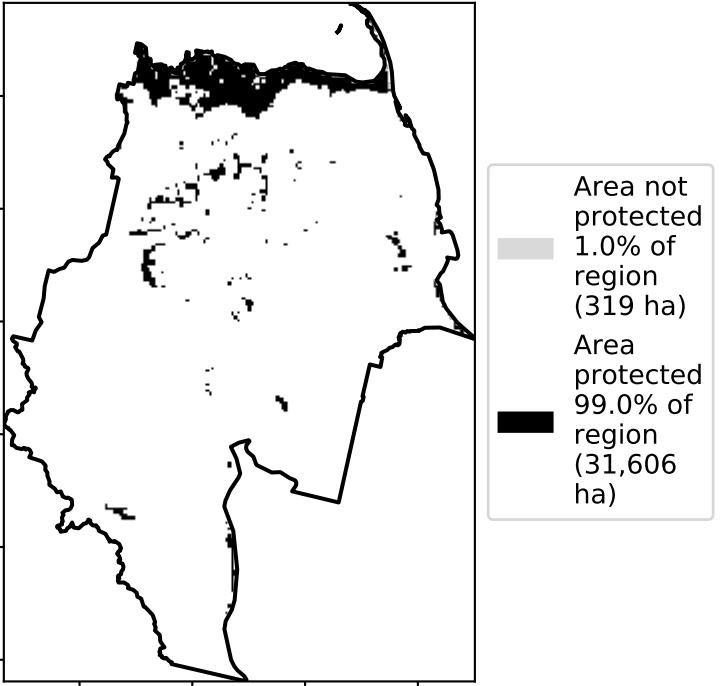 Area not
protected
1.0% of
region
(319 ha)
Area
protected
99.0% of
region
(31,606
ha)